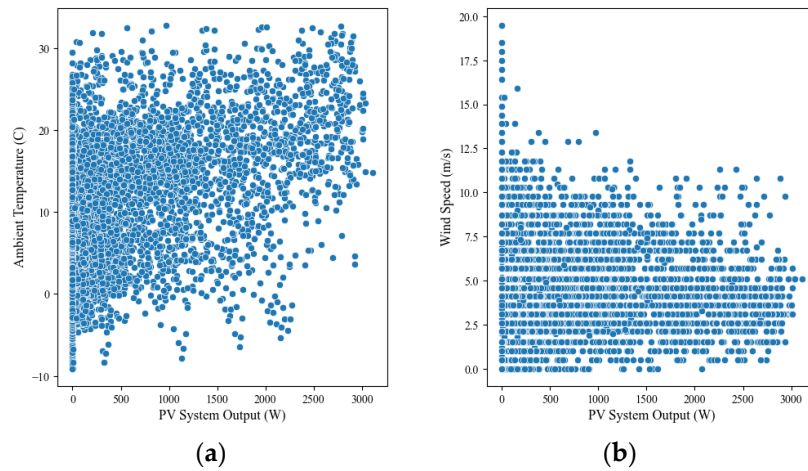 30
20
10
0
−10
Ambient Temperature (C)
0 500 1000 1500 2000 2500 3000
PV System Output (W)
(a)
20.0
17.5
15.0
12.5
10.0
7.5
5.0
2.5
0.0
Wind Speed (m/s)
0 500 1000 1500 2000 2500 3000
PV System Output (W)
(b)